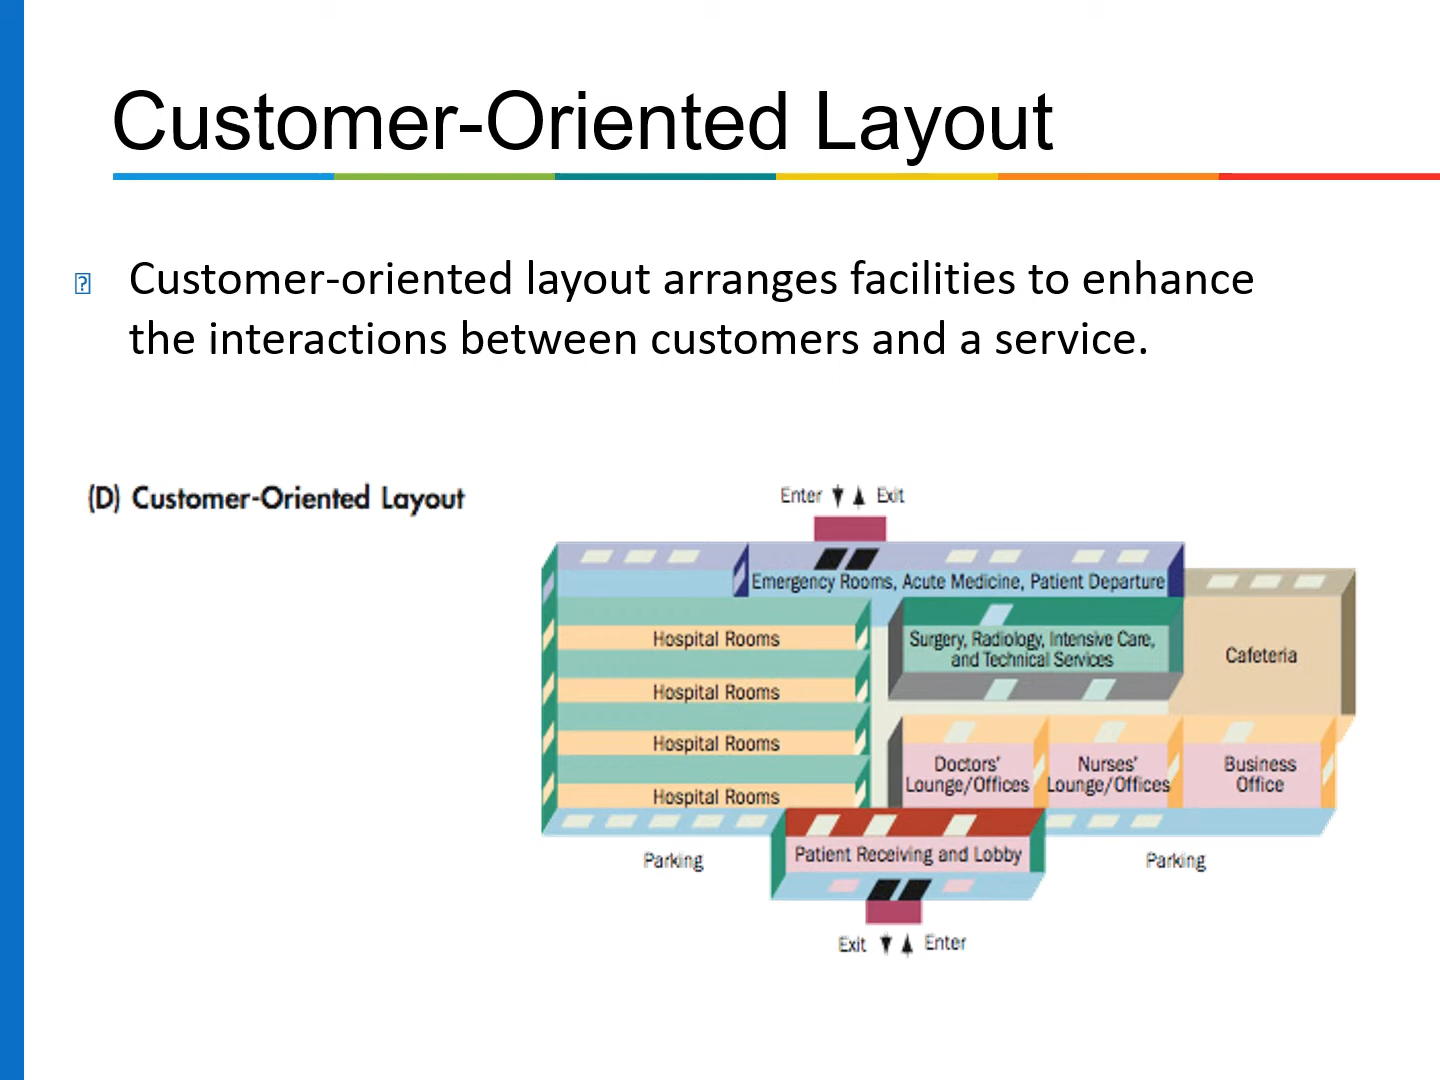 Customer-Oriented Layout
Customer-oriented layout arranges facilities to enhance
the interactions between customers and a service.
(D) Customer-Oriented Layout
Enter Exit
Emergency Rooms, Acute Medicine, Patient Departure
Hospital Rooms
Hospital Rooms
Hospital Rooms
Hospital Rooms
Surgery, Radiology, Intensive Care,
and Technical Services
Cafeteria
Doctors'
Lounge/Offices
Nurses'
Lounge/Offices
Business
Office
Patient Receiving and Lobby
Parking
Parking
Exit Enter